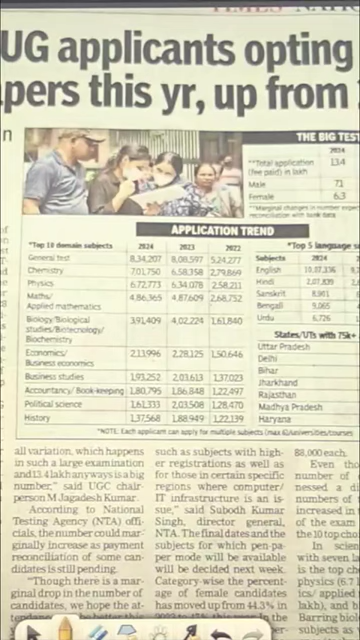 UG applicants opting
pers this yr, up from
THE BIG TEST
2024
**Total application 13.4
(fee paid) in lakh
Male 7.1
Female 6.3
APPLICATION TREND
*Top 10 domain subjects 2024 2023 2022
General test 8,34,207 8,08,597 5,24,277
Chemistry 7,01,750 6,58,358 2,79,869
Physics 6,72,773 6,34,078 2,58,211
Maths/ 4,86,365 4,87,609 2,68,752
Applied mathematics
Biology/Biological 3,91,409 4,02,224 1,61,840
studies/Biotechnology/
Biochemistry
Economics/ 2,13,996 2,28,125 1,50,646
Business economics
Business studies 1,93,252 2,03,613 1,37,023
Accountancy/ Book-keeping 1,80,795 1,86,848 1,22,497
Political science 1,61,333 2,03,508 1,28,470
History 1,37,568 1,88,949 1,22,139
*Top 5 language
Subjects 2024
English 10,07,336
Hindi 2,07,839
Sanskrit 8,901
Bengali 9,065
Urdu 6,726
States/UTs with 75k+
Uttar Pradesh
Delhi
Bihar
Jharkhand
Rajasthan
Madhya Pradesh
Haryana
*NOTE: Each applicant can apply for multiple subjects
all variation, which happens
in such a large examination
and 13.4 lakh anyways is a big
number,” said UGC chair-
person M Jagadesh Kumar.
According to National
Testing Agency (NTA) offi-
cials, the number could mar-
ginally increase as payment
reconciliation of some can-
didates is still pending.
“Though there is a mar-
ginal drop in the number of
candidates, we hope the at-
such as subjects with high-
er registrations as well as
for those in certain specific
regions where computer/
IT infrastructure is an is-
sue,” said Subodh Kumar
Singh, director general,
NTA. The final dates and the
subjects for which pen-pa-
per mode will be available
will be decided next week.
Category-wise the percent-
age of female candidates
has moved up from 44.3% in
88,000 each.
Even
number of
nessed a
numbers of
increased in
of the exam
the 10 top
In
with seven
is the top
physics (6.7
ics/ applied
lakh), and
Barring